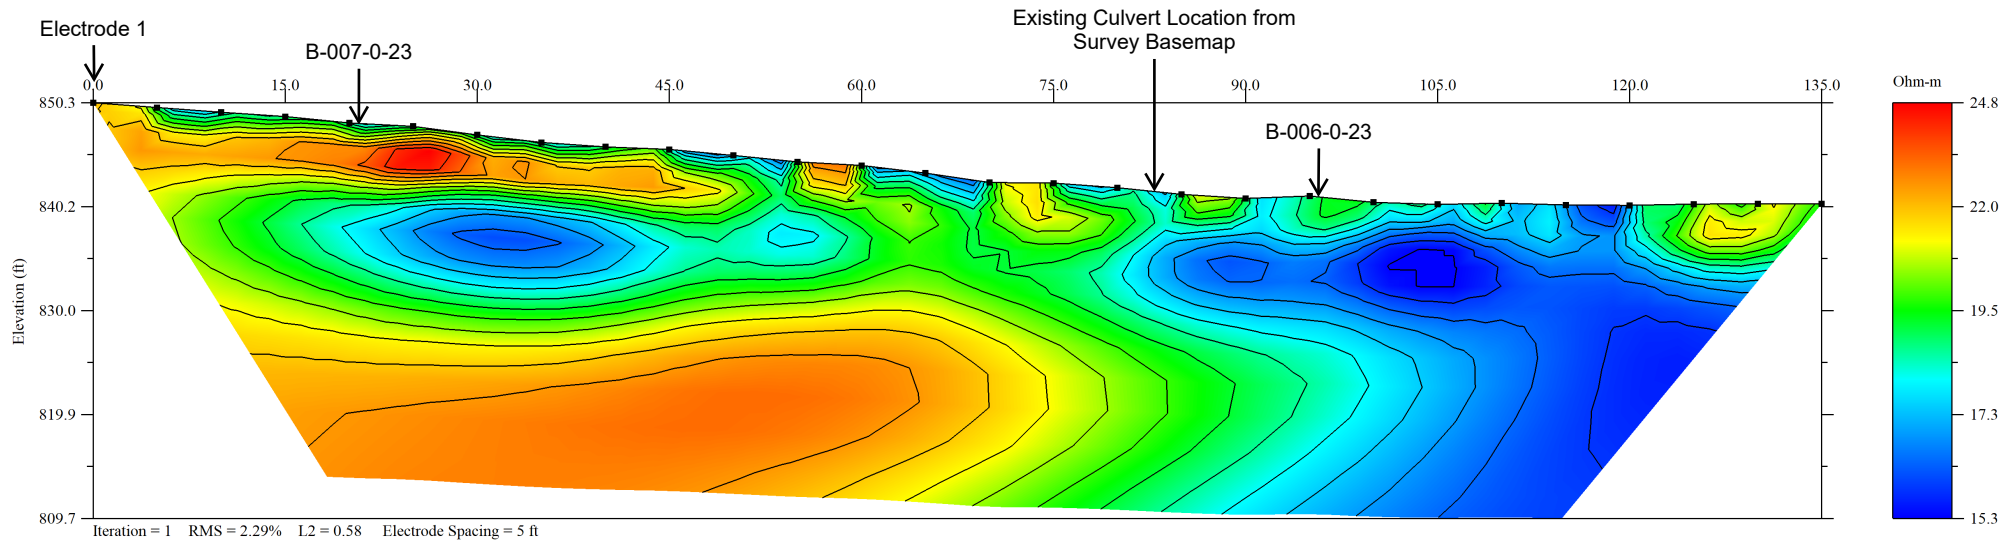 Electrode 1
B-007-0-23
Existing Culvert Location from
Survey Basemap
B-006-0-23
0.0 15.0 30.0 45.0 60.0 75.0 90.0 105.0 120.0 135.0
Elevation (ft)
850.3
840.2
830.0
819.9
809.7
Ohm-m
24.8
22.0
19.5
17.3
15.3
Iteration = 1 RMS = 2.29% L2 = 0.58 Electrode Spacing = 5 ft